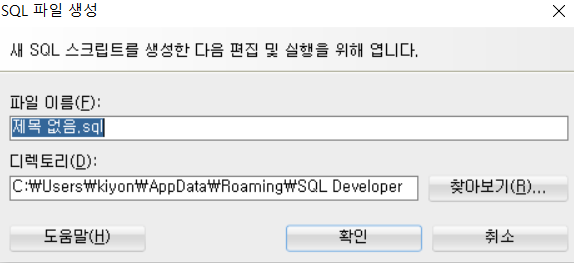 SQL 파일 생성
새 SQL 스크립트를 생성한 다음 편집 및 실행을 위해 엽니다.
파일 이름(F):
제목 없음.sql
디렉토리(D):
C:₩Users₩kiyon₩AppData₩Roaming₩SQL Developer
찾아보기(R)...
도움말(H)
확인
취소